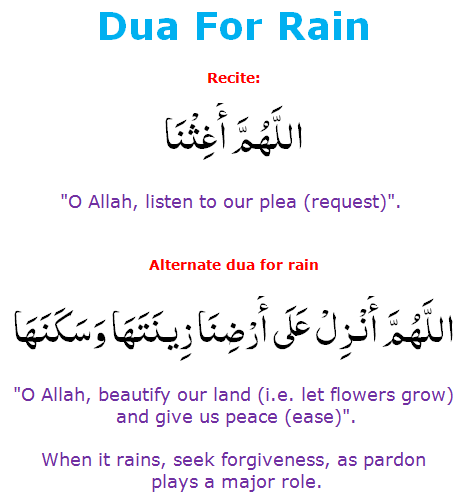 Dua For Rain
Recite:
اللَّهُمَّ أَغِثْنَا
"O Allah, listen to our plea (request)".
Alternate dua for rain
اللَّهُمَّ أَنْزِلْ عَلَى أَرْضِنَا زِينَتَهَا وَسَكَنَهَا
"O Allah, beautify our land (i.e. let flowers grow)
and give us peace (ease)".
When it rains, seek forgiveness, as pardon
plays a major role.